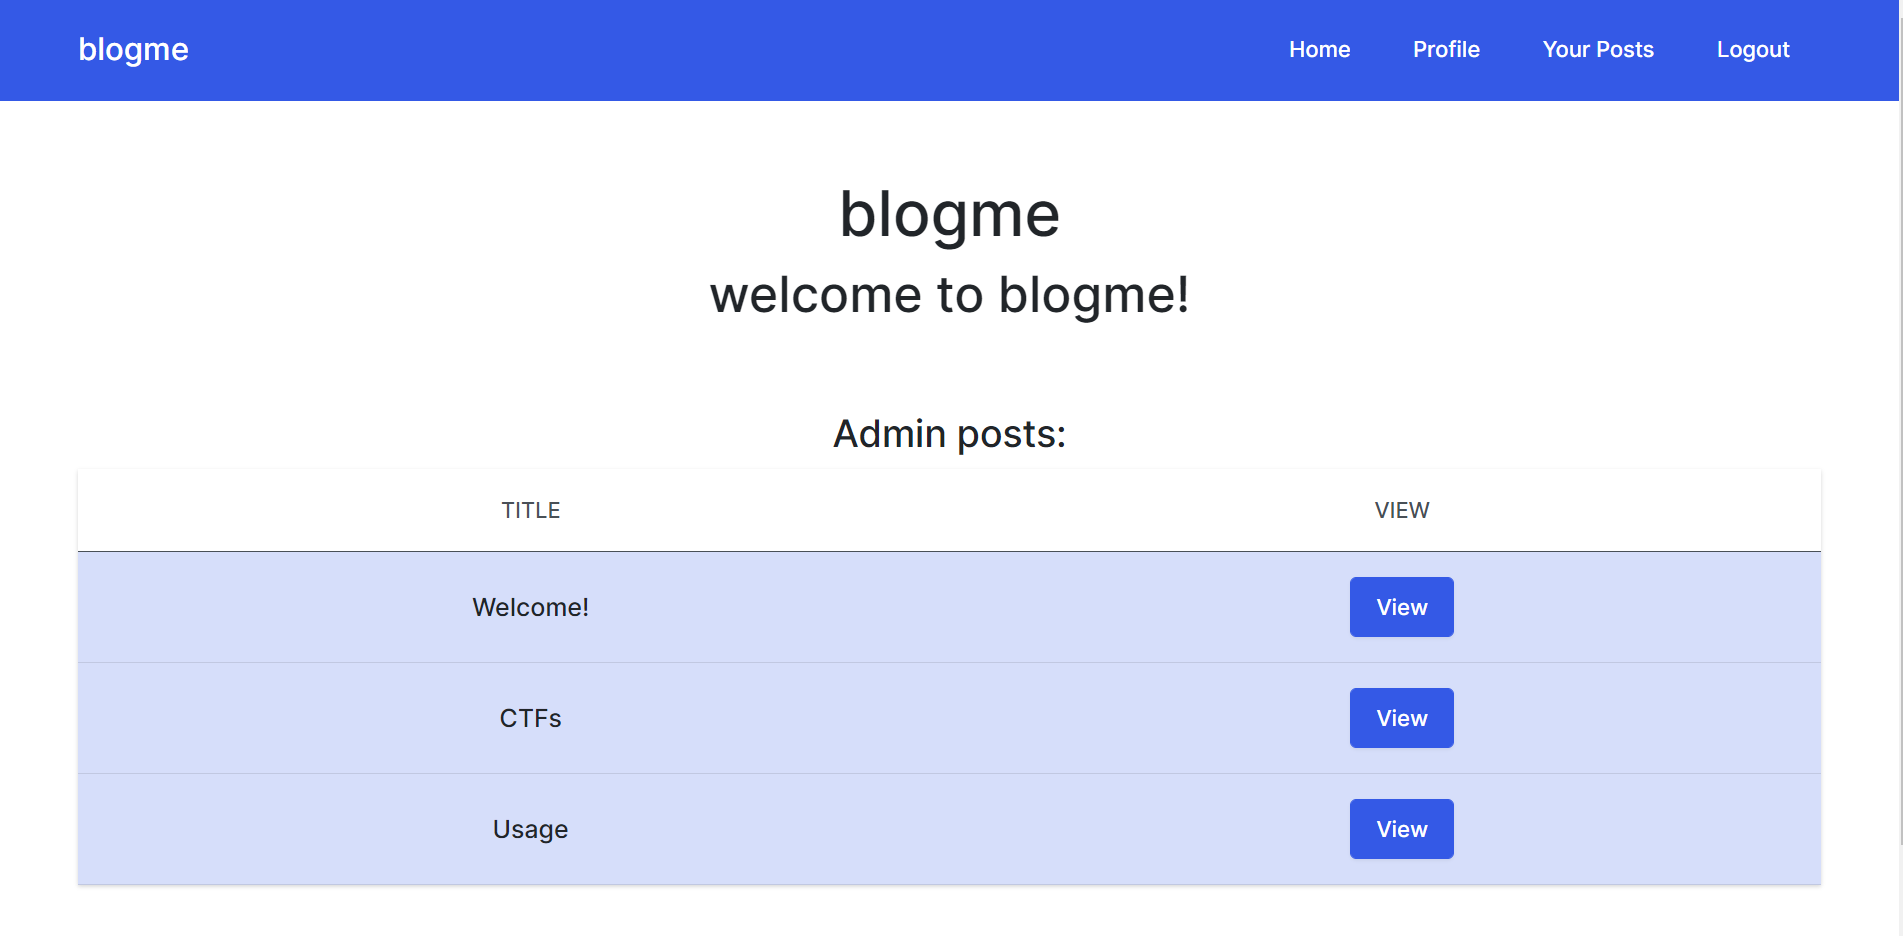 blogme Home Profile Your Posts Logout
blogme
welcome to blogme!
Admin posts:
TITLE VIEW
Welcome! View
CTFs View
Usage View